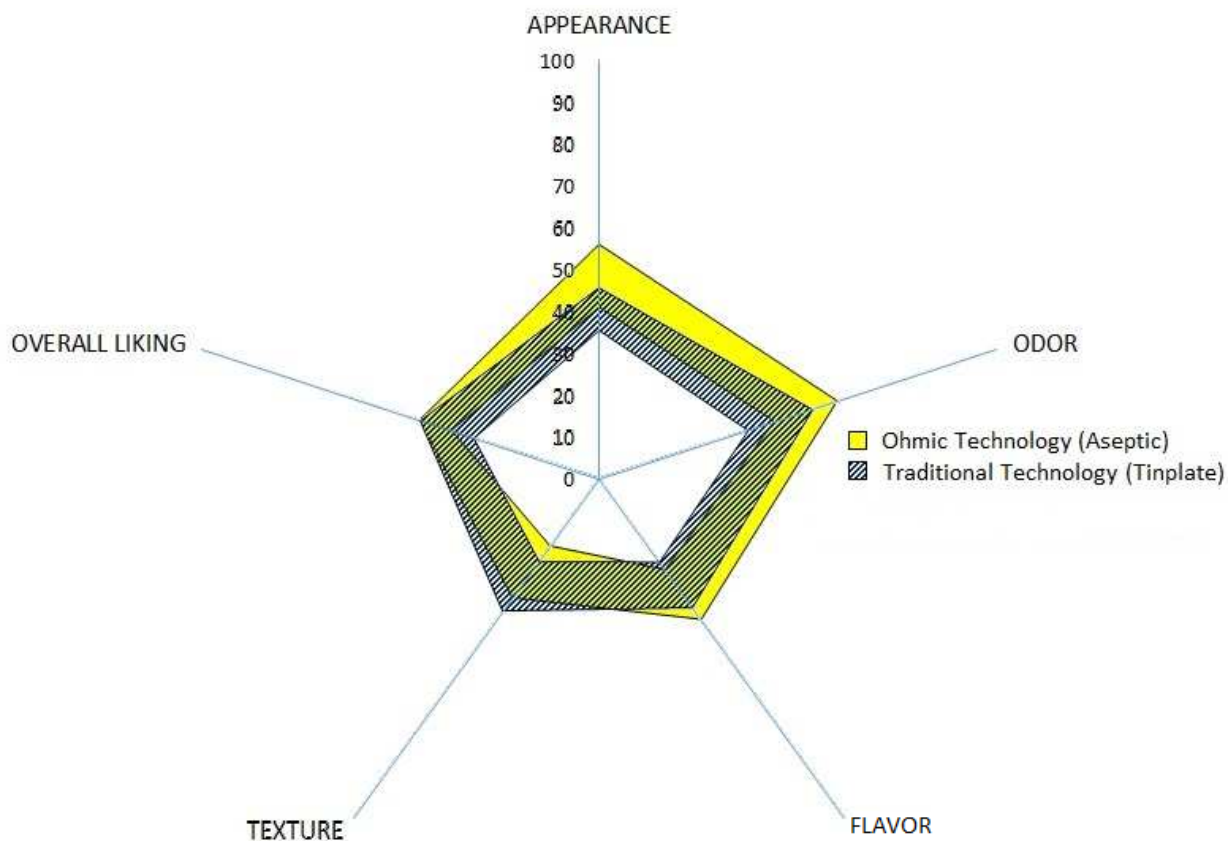 APPEARANCE
100
90
80
70
60
50
40
30
20
10
0
OVERALL LIKING
ODOR
Ohmic Technology (Aseptic)
Traditional Technology (Tinplate)
TEXTURE
FLAVOR